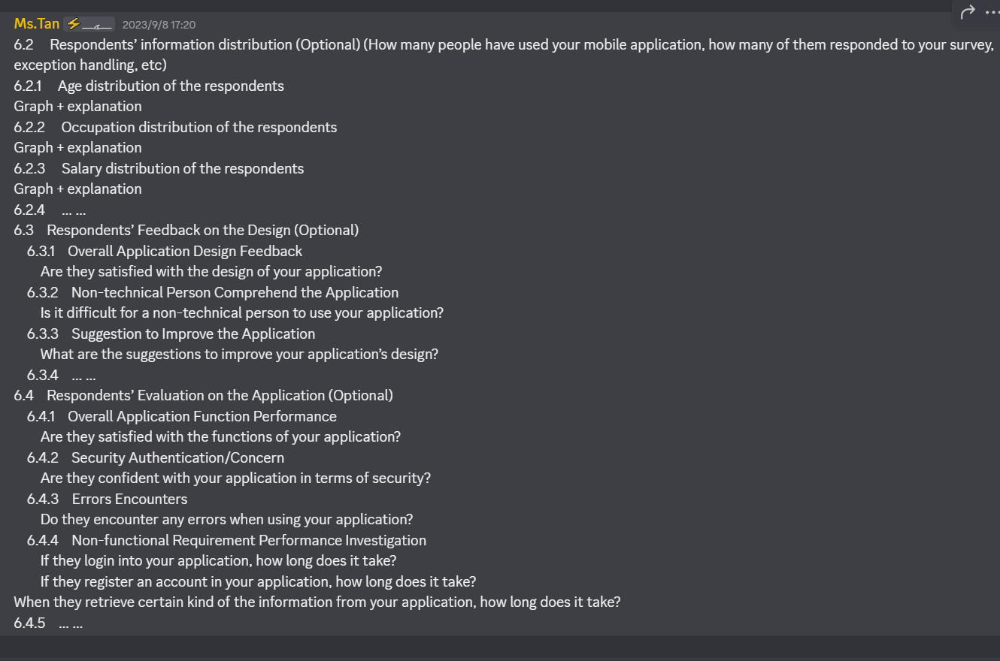 Ms.Tan 2023/9/8 17:20
6.2 Respondents’ information distribution (Optional) (How many people have used your mobile application, how many of them responded to your survey,
exception handling, etc)
6.2.1 Age distribution of the respondents
Graph + explanation
6.2.2 Occupation distribution of the respondents
Graph + explanation
6.2.3 Salary distribution of the respondents
Graph + explanation
6.2.4 ... ...
6.3 Respondents’ Feedback on the Design (Optional)
6.3.1 Overall Application Design Feedback
Are they satisfied with the design of your application?
6.3.2 Non-technical Person Comprehend the Application
Is it difficult for a non-technical person to use your application?
6.3.3 Suggestion to Improve the Application
What are the suggestions to improve your application’s design?
6.3.4 ... ...
6.4 Respondents’ Evaluation on the Application (Optional)
6.4.1 Overall Application Function Performance
Are they satisfied with the functions of your application?
6.4.2 Security Authentication/Concern
Are they confident with your application in terms of security?
6.4.3 Errors Encounters
Do they encounter any errors when using your application?
6.4.4 Non-functional Requirement Performance Investigation
If they login into your application, how long does it take?
If they register an account in your application, how long does it take?
When they retrieve certain kind of the information from your application, how long does it take?
6.4.5 ... ...